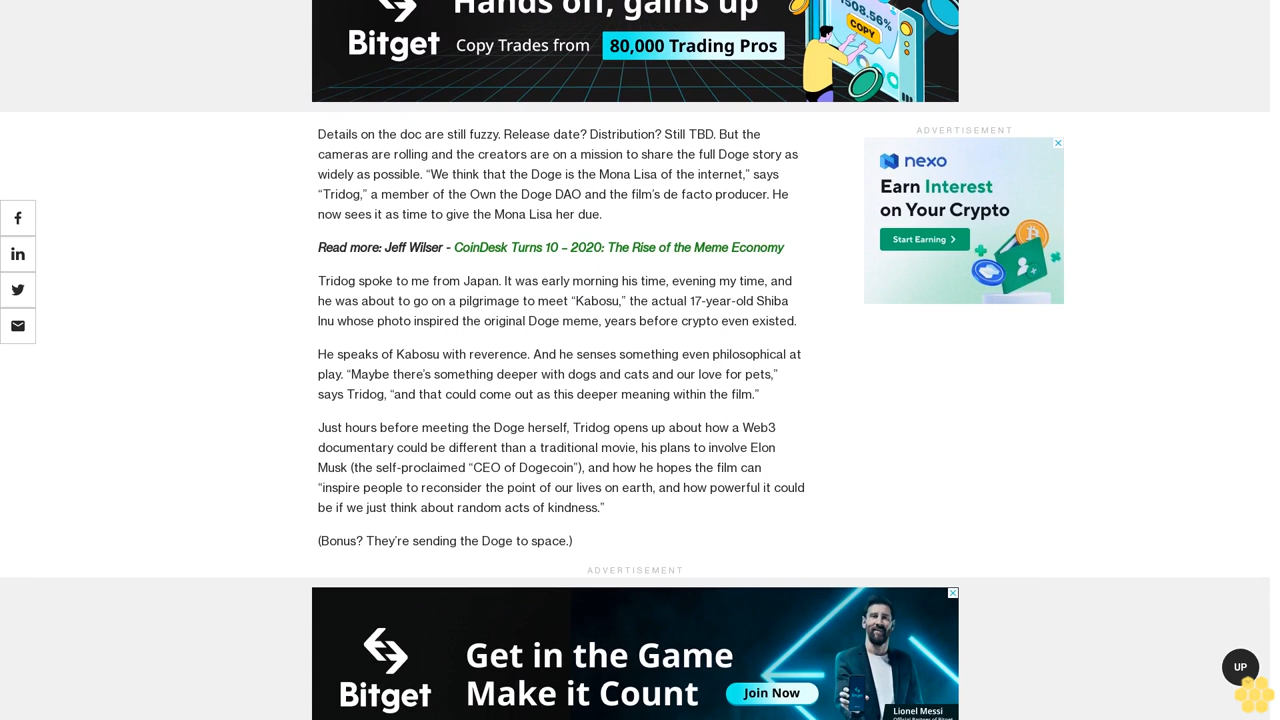 Hands off, gains up
Bitget
Copy Trades from 80,000 Trading Pros
1508.56%
COPY
Details on the doc are still fuzzy. Release date? Distribution? Still TBD. But the
cameras are rolling and the creators are on a mission to share the full Doge story as
widely as possible. “We think that the Doge is the Mona Lisa of the internet,” says
“Tridog,” a member of the Own the Doge DAO and the film’s de facto producer. He
now sees it as time to give the Mona Lisa her due.
Read more: Jeff Wilser - CoinDesk Turns 10 – 2020: The Rise of the Meme Economy
Tridog spoke to me from Japan. It was early morning his time, evening my time, and
he was about to go on a pilgrimage to meet “Kabosu,” the actual 17-year-old Shiba
Inu whose photo inspired the original Doge meme, years before crypto even existed.
He speaks of Kabosu with reverence. And he senses something even philosophical at
play. “Maybe there’s something deeper with dogs and cats and our love for pets,”
says Tridog, “and that could come out as this deeper meaning within the film.”
Just hours before meeting the Doge herself, Tridog opens up about how a Web3
documentary could be different than a traditional movie, his plans to involve Elon
Musk (the self-proclaimed “CEO of Dogecoin”), and how he hopes the film can
“inspire people to reconsider the point of our lives on earth, and how powerful it could
be if we just think about random acts of kindness.”
(Bonus? They’re sending the Doge to space.)
ADVERTISEMENT
nexo
Earn Interest
on Your Crypto
Start Earning
ADVERTISEMENT
Bitget
Get in the Game
Make it Count
Join Now
Lionel Messi
Official Partner of Bitget
UP